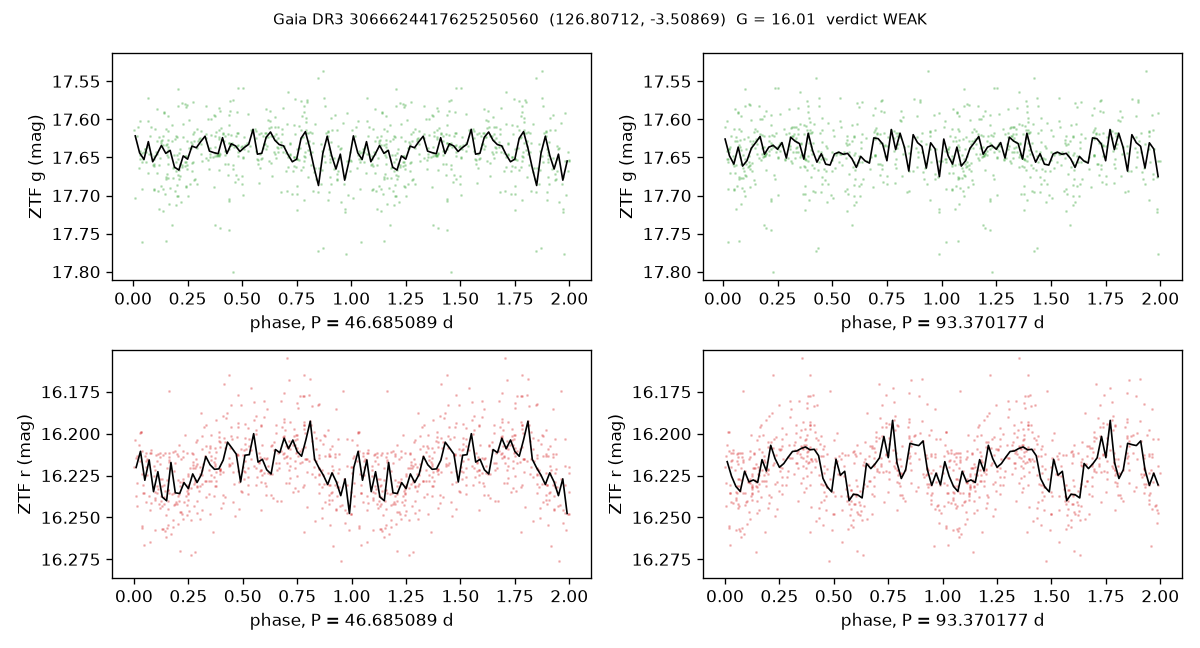 Gaia DR3 3066624417625250560  (126.80712, -3.50869)  G = 16.01  verdict WEAK
ZTF g (mag)
17.55
17.60
17.65
17.70
17.75
17.80
0.00 0.25 0.50 0.75 1.00 1.25 1.50 1.75 2.00
phase, P = 46.685089 d
ZTF g (mag)
17.55
17.60
17.65
17.70
17.75
17.80
0.00 0.25 0.50 0.75 1.00 1.25 1.50 1.75 2.00
phase, P = 93.370177 d
ZTF r (mag)
16.175
16.200
16.225
16.250
16.275
0.00 0.25 0.50 0.75 1.00 1.25 1.50 1.75 2.00
phase, P = 46.685089 d
ZTF r (mag)
16.175
16.200
16.225
16.250
16.275
0.00 0.25 0.50 0.75 1.00 1.25 1.50 1.75 2.00
phase, P = 93.370177 d